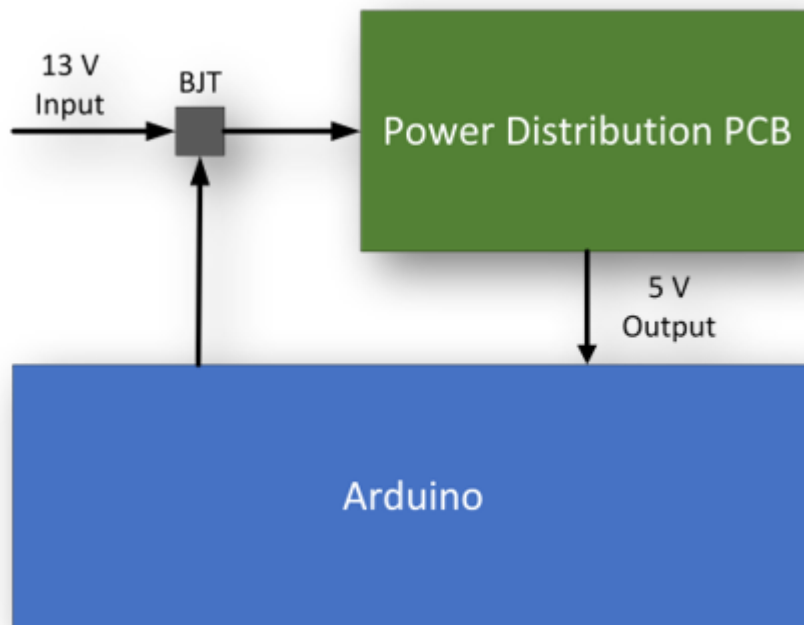 13 V
Input
BJT
Power Distribution PCB
5 V
Output
Arduino